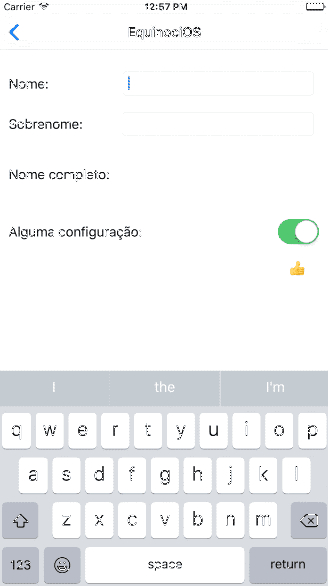 Carrier 12:57 PM
EquinociOS
Nome:
Sobrenome:
Nome completo:
Alguma configuração:
I the I'm
q w e r t y u i o p
a s d f g h j k l
z x c v b n m
123 space return